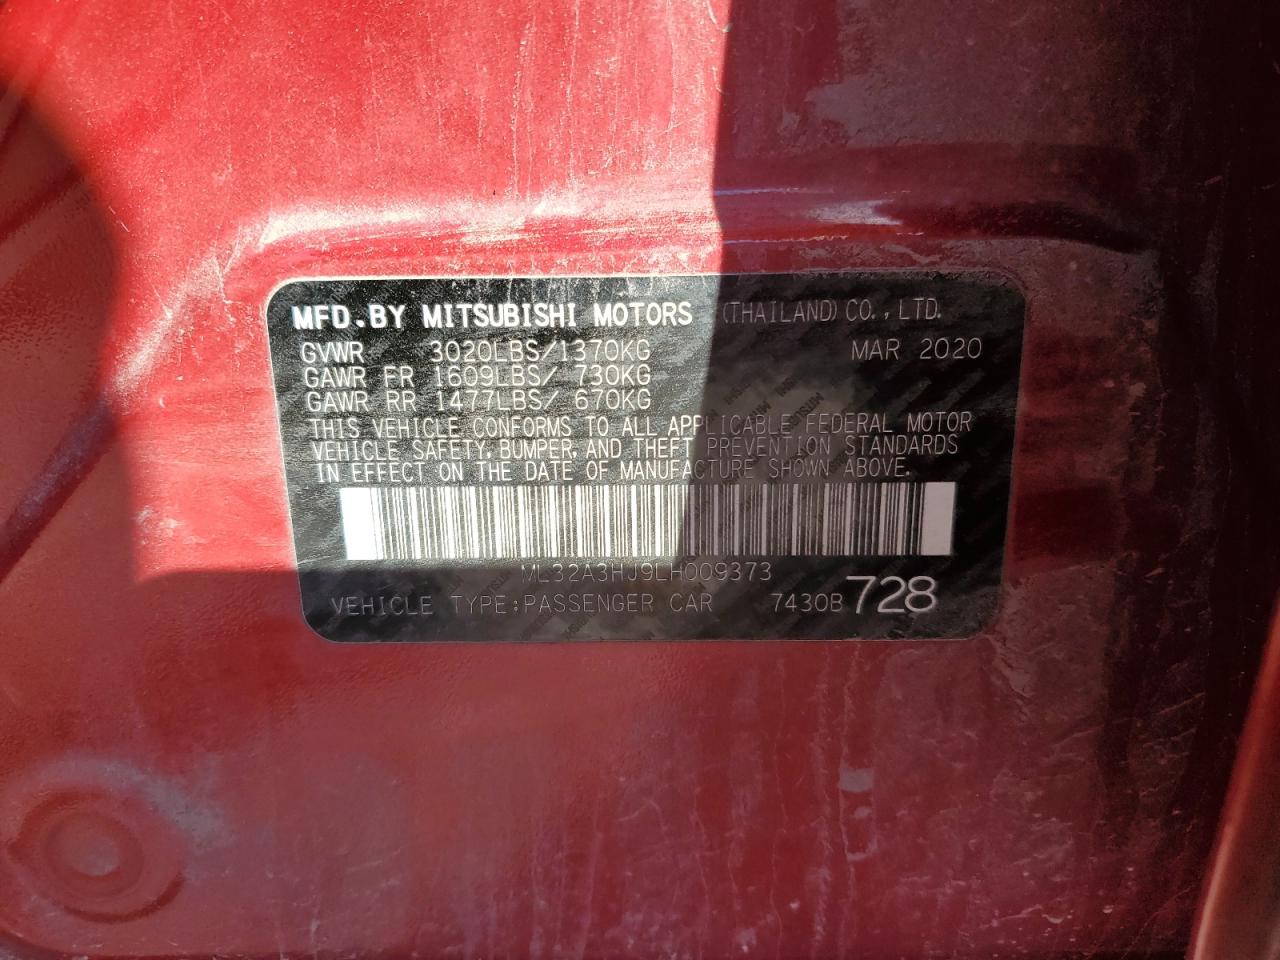 MFD.BY MITSUBISHI MOTORS (THAILAND) CO.,LTD.
GVWR 3020LBS/1370KG MAR 2020
GAWR FR 1609LBS/ 730KG
GAWR RR 1477LBS/ 670KG
THIS VEHICLE CONFORMS TO ALL APPLICABLE FEDERAL MOTOR
VEHICLE SAFETY, BUMPER, AND THEFT PREVENTION STANDARDS
IN EFFECT ON THE DATE OF MANUFACTURE SHOWN ABOVE.
ML32A3HJ9LH009373
VEHICLE TYPE:PASSENGER CAR 7430B 728